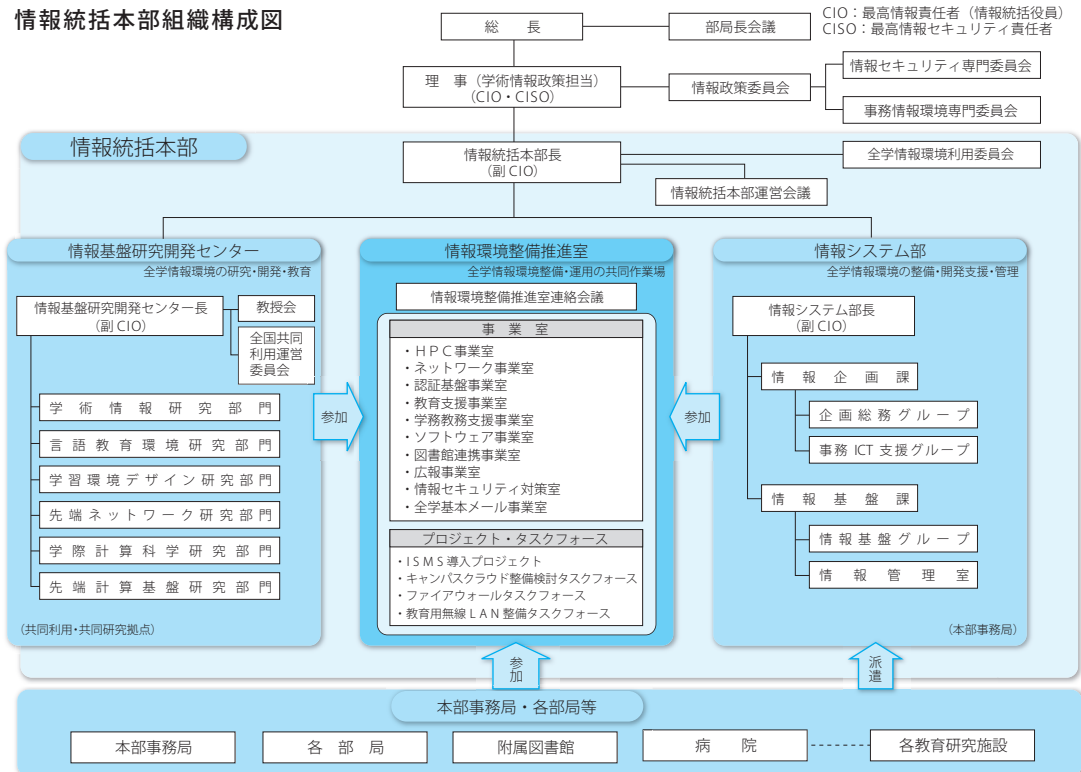 情報統括本部組織構成図
総　長
部局長会議
CIO：最高情報責任者（情報統括役員）
CISO：最高情報セキュリティ責任者
理　事（学術情報政策担当）
（CIO・CISO）
情報政策委員会
情報セキュリティ専門委員会
事務情報環境専門委員会
情報統括本部
情報統括本部長
（副 CIO）
全学情報環境利用委員会
情報統括本部運営会議
情報基盤研究開発センター
全学情報環境の研究・開発・教育
情報基盤研究開発センター長
（副 CIO）
教授会
全国共同
利用運営
委員会
学術情報研究部門
言語教育環境研究部門
学習環境デザイン研究部門
先端ネットワーク研究部門
学際計算科学研究部門
先端計算基盤研究部門
（共同利用・共同研究拠点）
参加
情報環境整備推進室
全学情報環境整備・運用の共同作業場
情報環境整備推進室連絡会議
事　業　室
・ＨＰＣ事業室
・ネットワーク事業室
・認証基盤事業室
・教育支援事業室
・学務教務支援事業室
・ソフトウェア事業室
・図書館連携事業室
・広報事業室
・情報セキュリティ対策室
・全学基本メール事業室
プロジェクト・タスクフォース
・ＩＳＭＳ導入プロジェクト
・キャンパスクラウド整備検討タスクフォース
・ファイアウォールタスクフォース
・教育用無線ＬＡＮ整備タスクフォース
参加
情報システム部
全学情報環境の整備・開発支援・管理
情報システム部長
（副 CIO）
情報企画課
企画総務グループ
事務 ICT 支援グループ
情報基盤課
情報基盤グループ
情報管理室
（本部事務局）
参加
派遣
本部事務局・各部局等
本部事務局
各部局
附属図書館
病　院
各教育研究施設